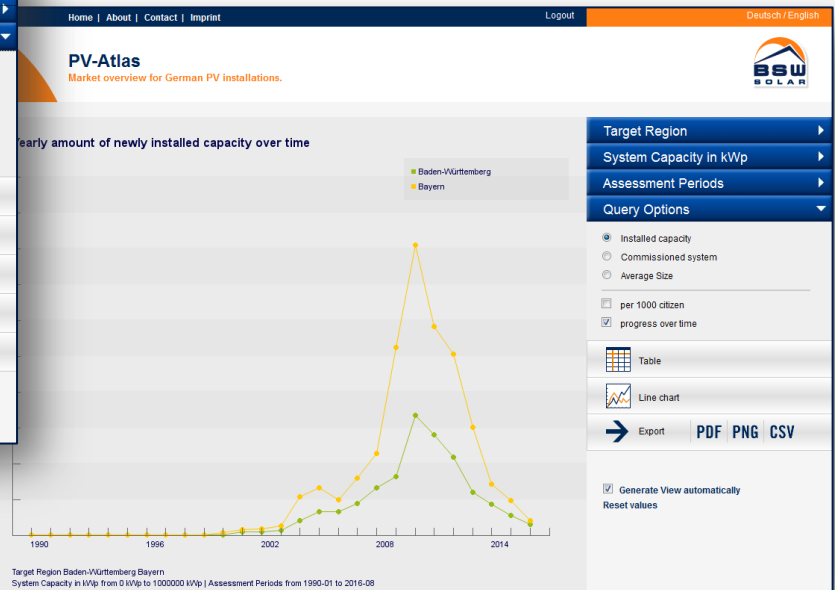 Home | About | Contact | Imprint
Logout
Deutsch / English
PV-Atlas
Market overview for German PV installations.
BSW
SOLAR
Yearly amount of newly installed capacity over time
Baden-Württemberg
Bayern
1990 1996 2002 2008 2014
Target Region Baden-Württemberg Bayern
System Capacity in kWp from 0 kWp to 1000000 kWp | Assessment Periods from 1990-01 to 2016-08
Target Region
System Capacity in kWp
Assessment Periods
Query Options
Installed capacity
Commissioned system
Average Size
per 1000 citizen
progress over time
Table
Line chart
Export PDF PNG CSV
Generate View automatically
Reset values